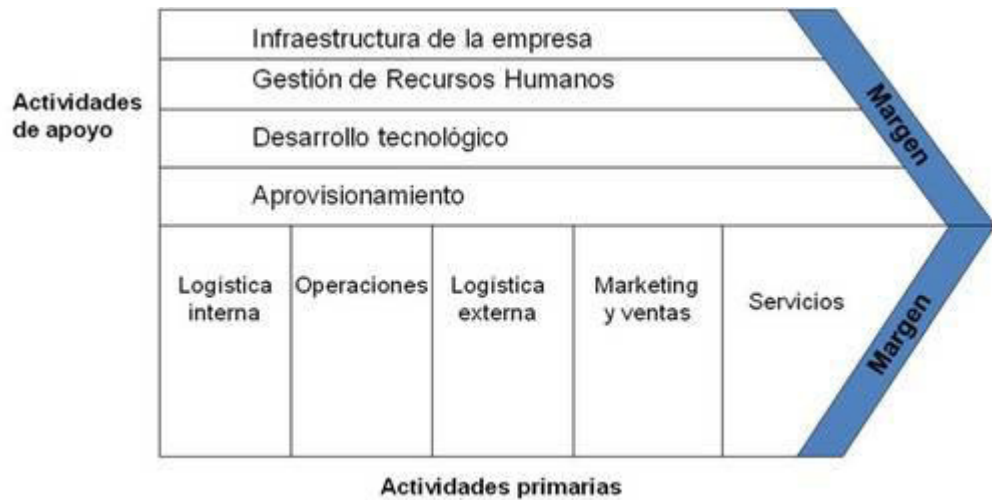 Infraestructura de la empresa
Gestión de Recursos Humanos
Actividades
de apoyo
Desarrollo tecnológico
Aprovisionamiento
Margen
Logística
interna
Operaciones
Logística
externa
Marketing
y ventas
Servicios
Margen
Actividades primarias